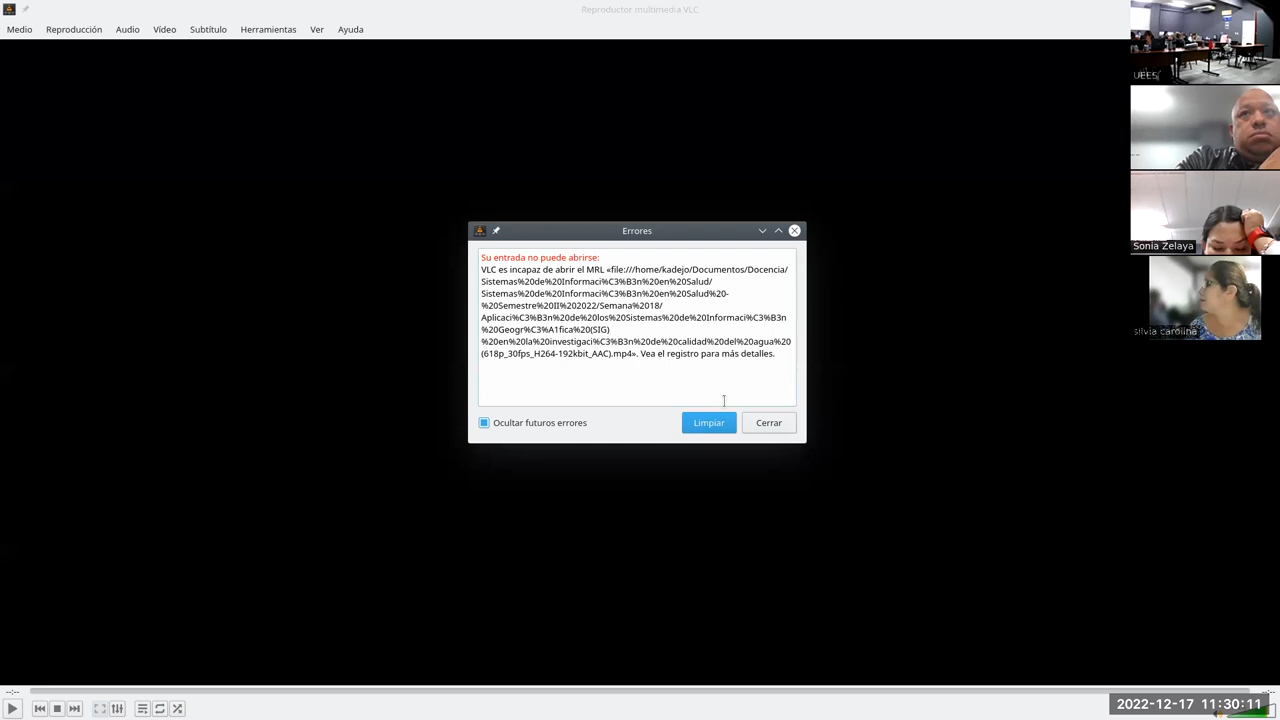 Reproductor multimedia VLC
Medio Reproducción Audio Vídeo Subtítulo Herramientas Ver Ayuda
UEES
Sonia Zelaya
silvia carolina
Errores
Su entrada no puede abrirse:
VLC es incapaz de abrir el MRL «file:///home/kadejo/Documentos/Docencia/
Sistemas%20de%20Informaci%C3%B3n%20en%20Salud/
Sistemas%20de%20Informaci%C3%B3n%20en%20Salud%20-
%20Semestre%20II%202022/Semana%2018/
Aplicaci%C3%B3n%20de%20los%20Sistemas%20de%20Informaci%C3%B3n
%20Geogr%C3%A1fica%20(SIG)
%20en%20la%20investigaci%C3%B3n%20de%20calidad%20del%20agua%20
(618p_30fps_H264-192kbit_AAC).mp4». Vea el registro para más detalles.
Ocultar futuros errores
Limpiar
Cerrar
--:--
--:--
2022-12-17 11:30:11